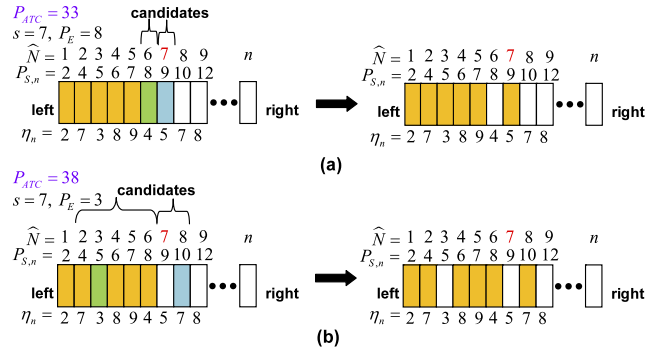 P_ATC = 33
s = 7, P_E = 8
candidates
N̂ = 1 2 3 4 5 6 7 8 9 n
P_S,n = 2 4 5 6 7 8 9 10 12
left ••• right
η_n = 2 7 3 8 9 4 5 7 8
N̂ = 1 2 3 4 5 6 7 8 9 n
P_S,n = 2 4 5 6 7 8 9 10 12
left ••• right
η_n = 2 7 3 8 9 4 5 7 8
(a)
P_ATC = 38
s = 7, P_E = 3
candidates
N̂ = 1 2 3 4 5 6 7 8 9 n
P_S,n = 2 4 5 6 7 8 9 10 12
left ••• right
η_n = 2 7 3 8 9 4 5 7 8
N̂ = 1 2 3 4 5 6 7 8 9 n
P_S,n = 2 4 5 6 7 8 9 10 12
left ••• right
η_n = 2 7 3 8 9 4 5 7 8
(b)